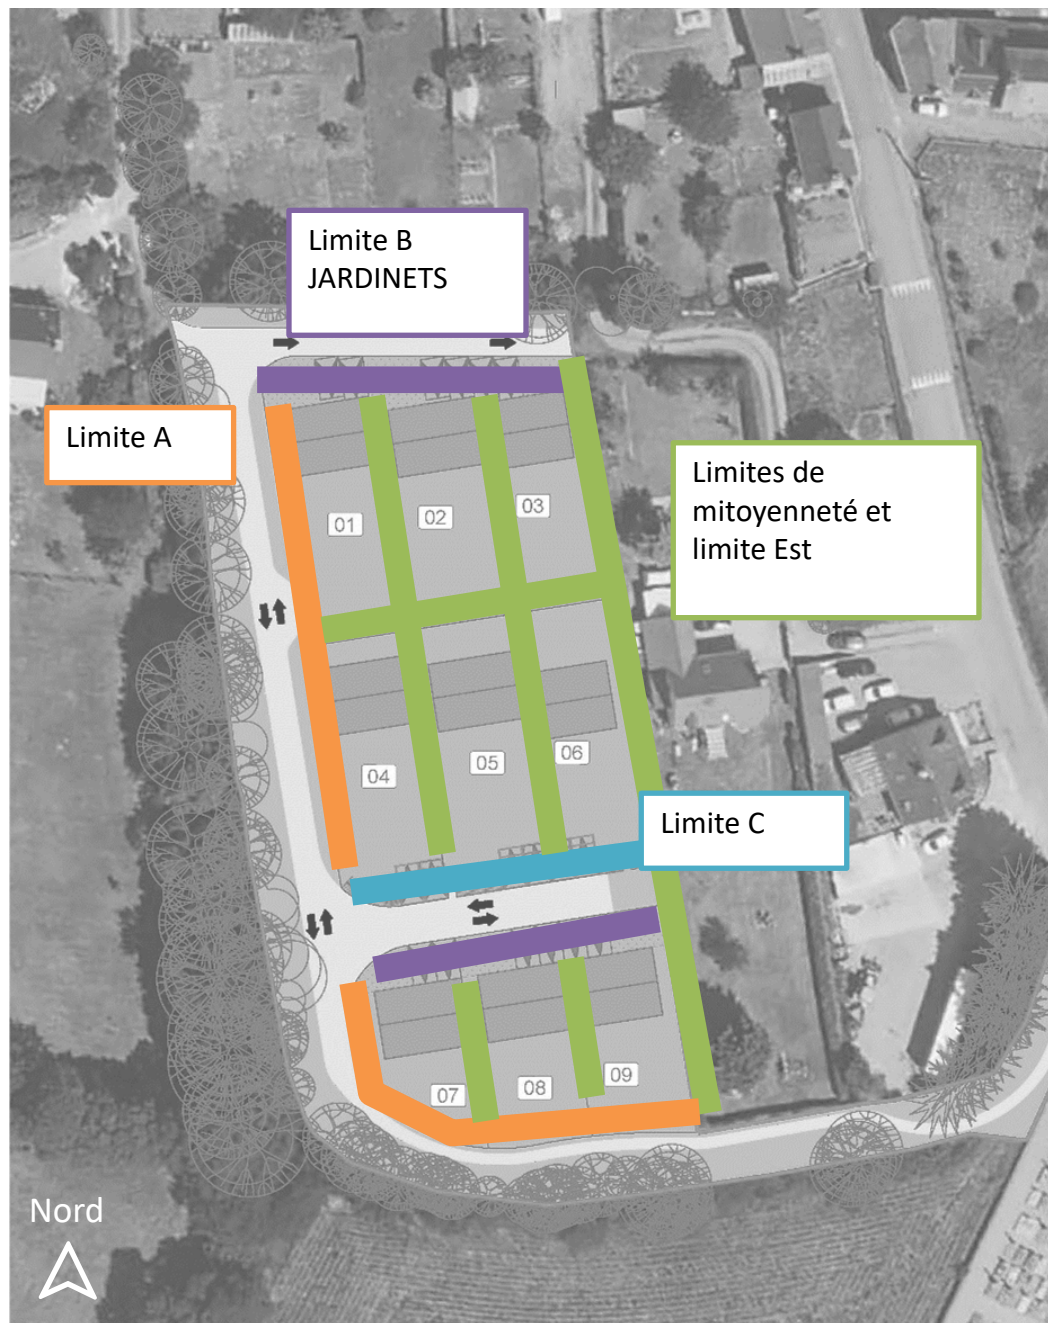 Limite B
JARDINETS
Limite A
Limites de
mitoyenneté et
limite Est
01
02
03
04
05
06
Limite C
07
08
09
Nord